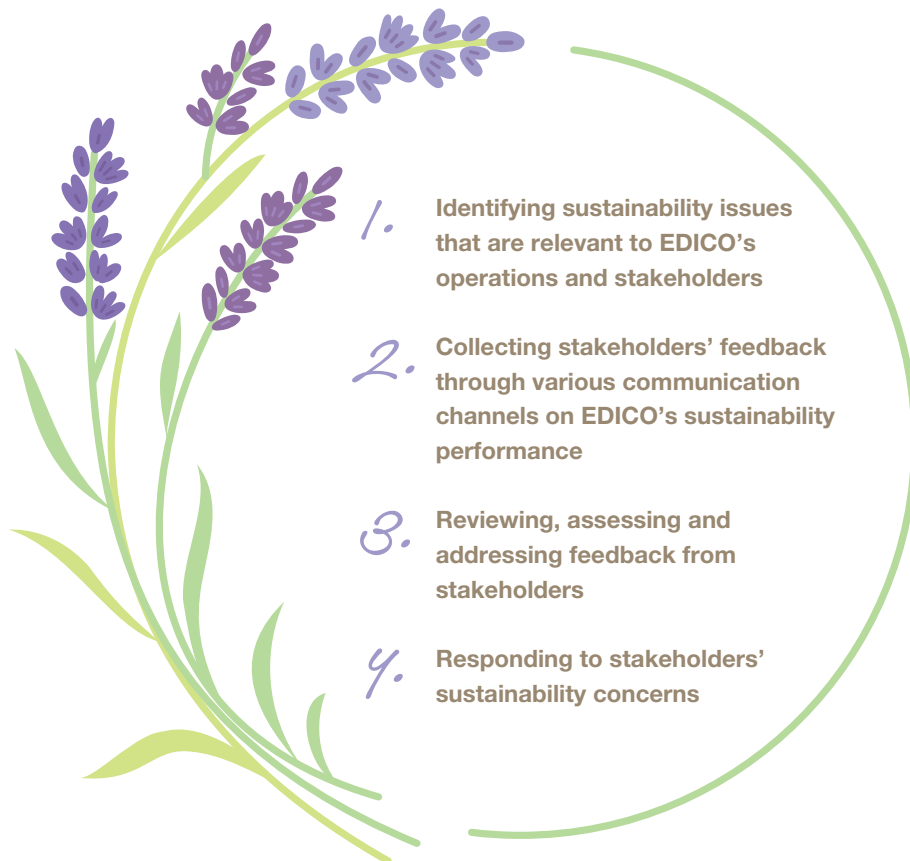 1. Identifying sustainability issues
that are relevant to EDICO’s
operations and stakeholders
2. Collecting stakeholders’ feedback
through various communication
channels on EDICO’s sustainability
performance
3. Reviewing, assessing and
addressing feedback from
stakeholders
4. Responding to stakeholders’
sustainability concerns